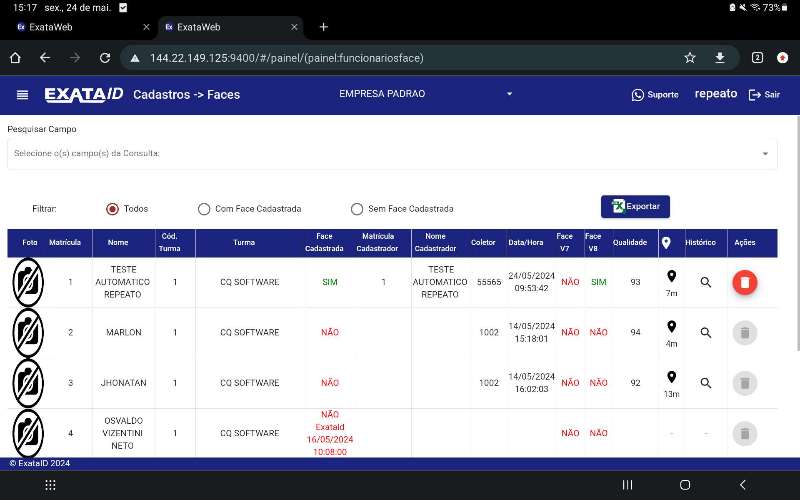 15:17 sex., 24 de mai. 73%
ExataWeb
ExataWeb
144.22.149.125:9400/#/painel/(painel:funcionariosface)
2
EXATAID Cadastros -> Faces EMPRESA PADRAO Suporte repeato Sair
Pesquisar Campo
Selecione o(s) campo(s) da Consulta:
Filtrar: Todos Com Face Cadastrada Sem Face Cadastrada Exportar
Foto Matrícula Nome Cód. Turma Turma Face Cadastrada Matrícula Cadastrador Nome Cadastrador Coletor Data/Hora Face V7 Face V8 Qualidade Histórico Ações
1 TESTE AUTOMATICO REPEATO 1 CQ SOFTWARE SIM 1 TESTE AUTOMATICO REPEATO 55565 24/05/2024 09:53:42 NÃO SIM 93 7m
2 MARLON 1 CQ SOFTWARE NÃO 1002 14/05/2024 15:18:01 NÃO NÃO 94 4m
3 JHONATAN 1 CQ SOFTWARE NÃO 1002 14/05/2024 16:02:03 NÃO NÃO 92 13m
4 OSVALDO VIZENTINI NETO 1 CQ SOFTWARE NÃO ExataId 16/05/2024 10:08:00 NÃO NÃO - -
© ExataID 2024